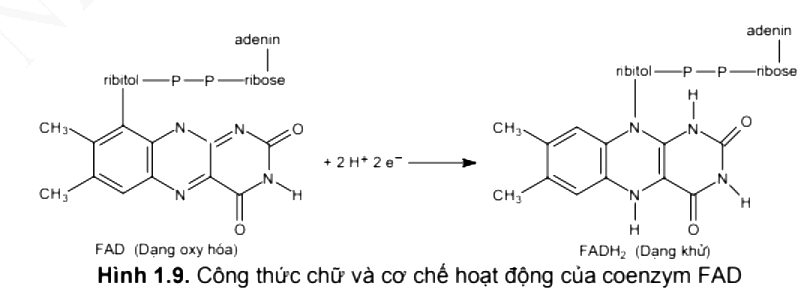 adenin
ribitol — P — P — ribose
CH₃
CH₃
N
N
N
N
O
O
H
+ 2 H⁺ 2 e⁻
adenin
ribitol — P — P — ribose
H
CH₃
CH₃
N
N
N
N
O
O
H
H
FAD (Dạng oxy hóa)
FADH₂ (Dạng khử)
Hình 1.9. Công thức chữ và cơ chế hoạt động của coenzym FAD